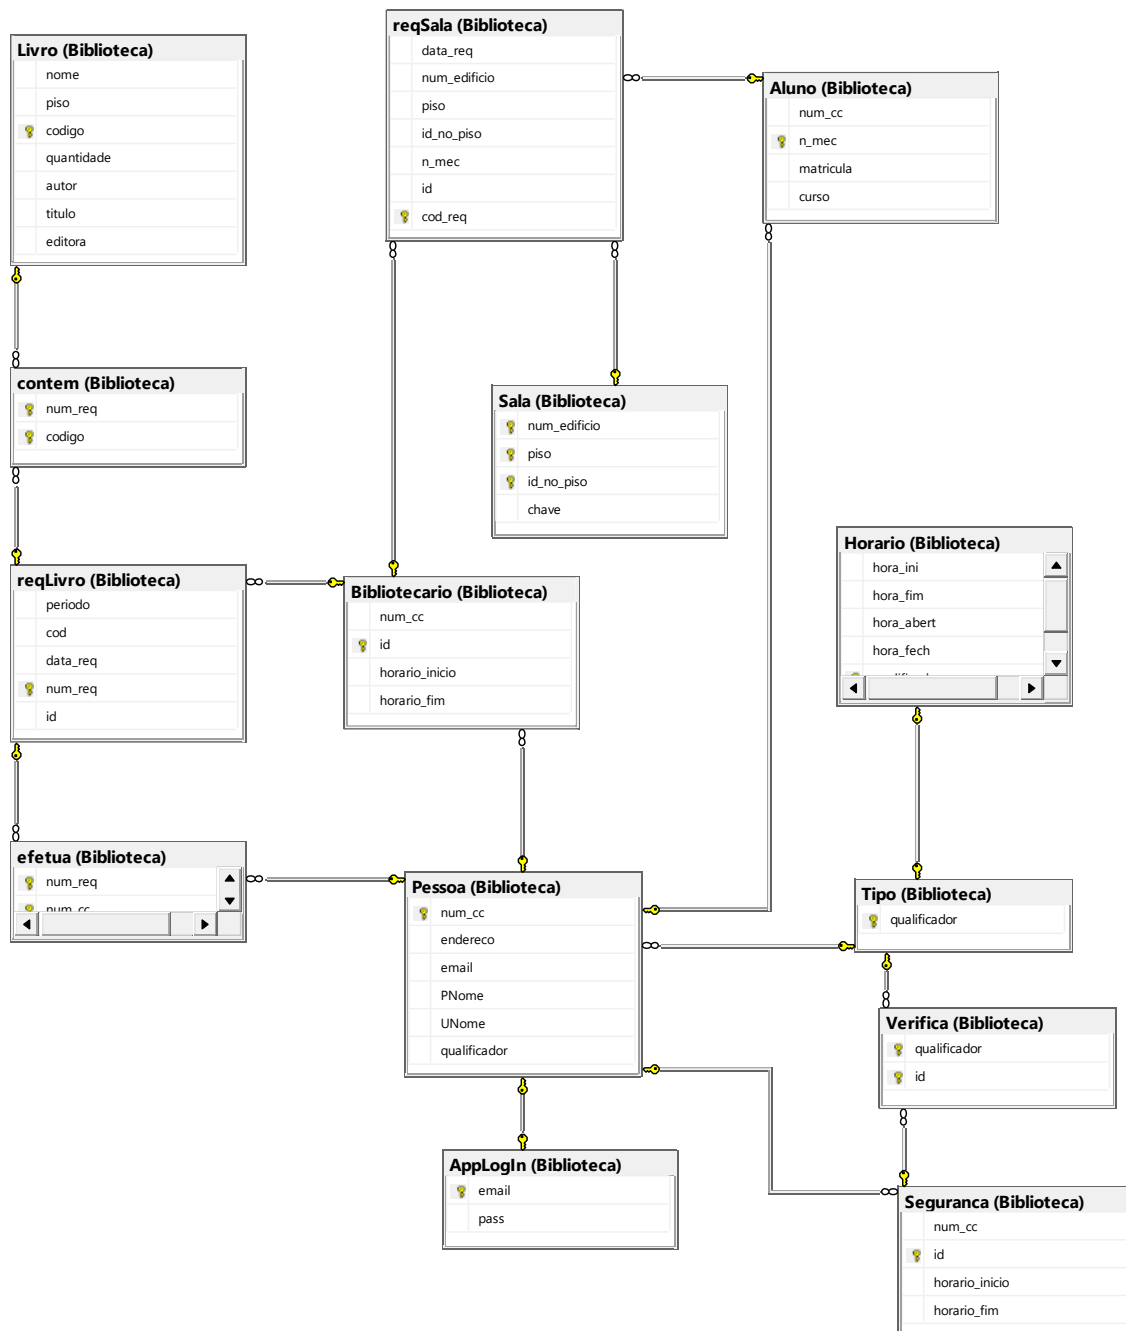 Livro (Biblioteca)
nome
piso
codigo
quantidade
autor
titulo
editora
reqSala (Biblioteca)
data_req
num_edificio
piso
id_no_piso
n_mec
id
cod_req
Aluno (Biblioteca)
num_cc
n_mec
matricula
curso
contem (Biblioteca)
num_req
codigo
Sala (Biblioteca)
num_edificio
piso
id_no_piso
chave
Horario (Biblioteca)
hora_ini
hora_fim
hora_abert
hora_fech
reqLivro (Biblioteca)
periodo
cod
data_req
num_req
id
Bibliotecario (Biblioteca)
num_cc
id
horario_inicio
horario_fim
efetua (Biblioteca)
num_req
num_cc
Pessoa (Biblioteca)
num_cc
endereco
email
PNome
UNome
qualificador
Tipo (Biblioteca)
qualificador
Verifica (Biblioteca)
qualificador
id
AppLogIn (Biblioteca)
email
pass
Seguranca (Biblioteca)
num_cc
id
horario_inicio
horario_fim